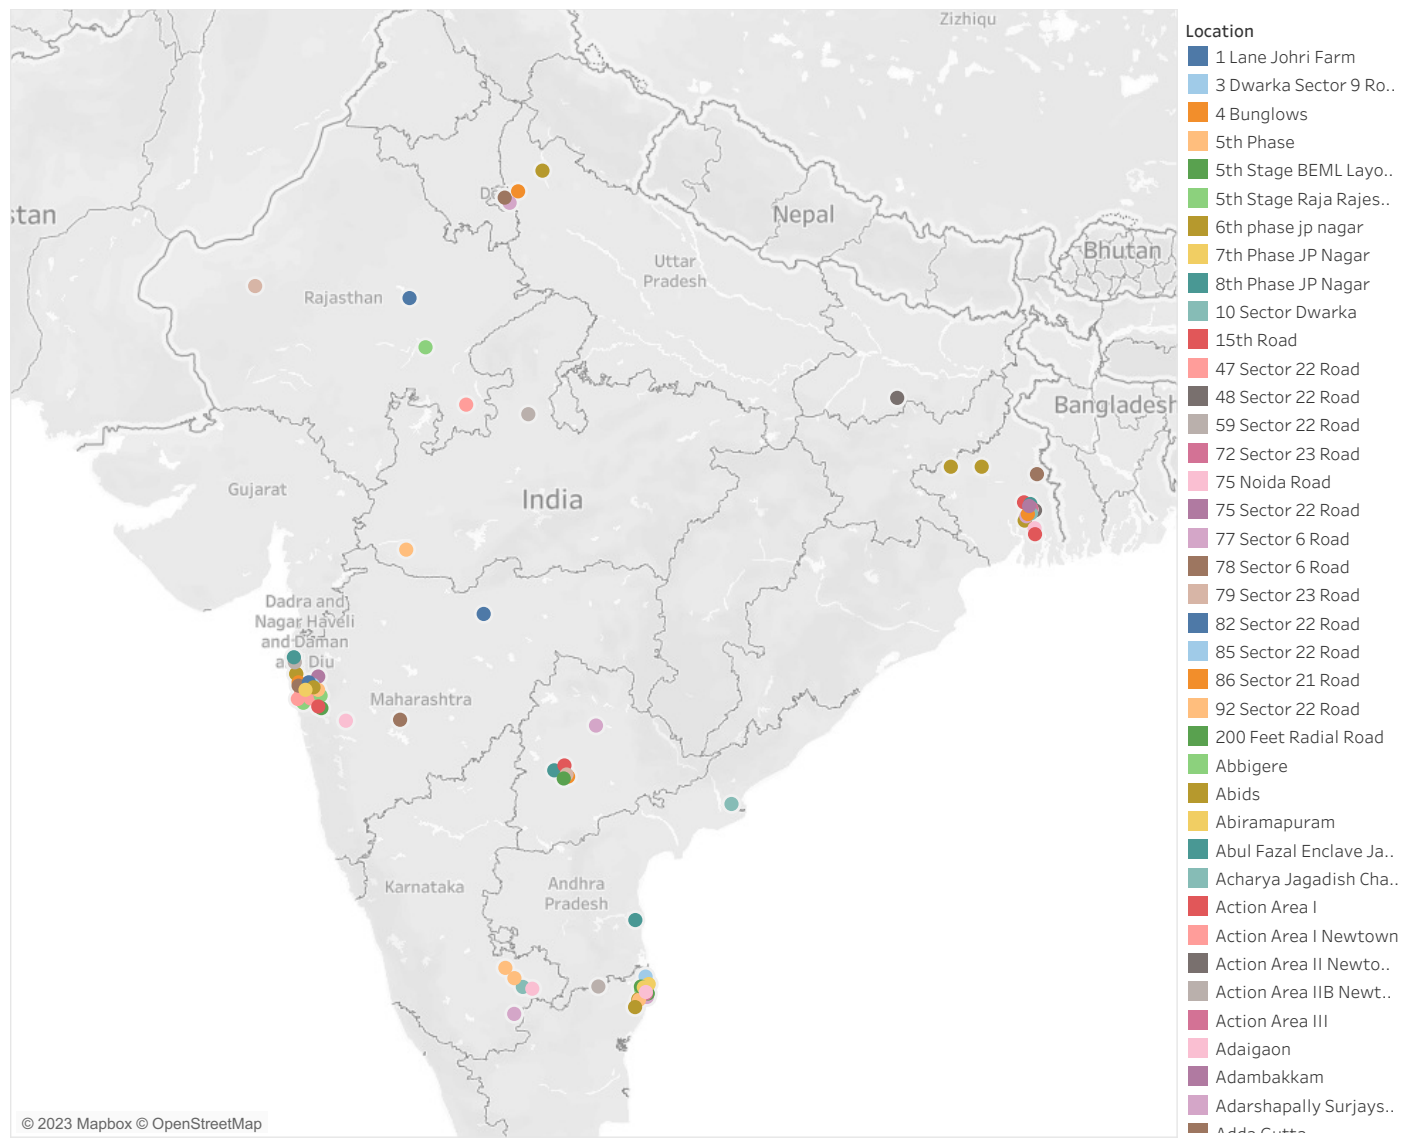 Zizhiqu
stan
De
Nepal
Bhutan
Uttar
Pradesh
Rajasthan
Bangladesh
India
Gujarat
Dadra and
Nagar Haveli
and Daman
a Diu
Maharashtra
Karnataka
Andhra
Pradesh
© 2023 Mapbox © OpenStreetMap
Location
1 Lane Johri Farm
3 Dwarka Sector 9 Ro..
4 Bunglows
5th Phase
5th Stage BEML Layo..
5th Stage Raja Rajes..
6th phase jp nagar
7th Phase JP Nagar
8th Phase JP Nagar
10 Sector Dwarka
15th Road
47 Sector 22 Road
48 Sector 22 Road
59 Sector 22 Road
72 Sector 23 Road
75 Noida Road
75 Sector 22 Road
77 Sector 6 Road
78 Sector 6 Road
79 Sector 23 Road
82 Sector 22 Road
85 Sector 22 Road
86 Sector 21 Road
92 Sector 22 Road
200 Feet Radial Road
Abbigere
Abids
Abiramapuram
Abul Fazal Enclave Ja..
Acharya Jagadish Cha..
Action Area I
Action Area I Newtown
Action Area II Newto..
Action Area IIB Newt..
Action Area III
Adaigaon
Adambakkam
Adarshapally Surjays..